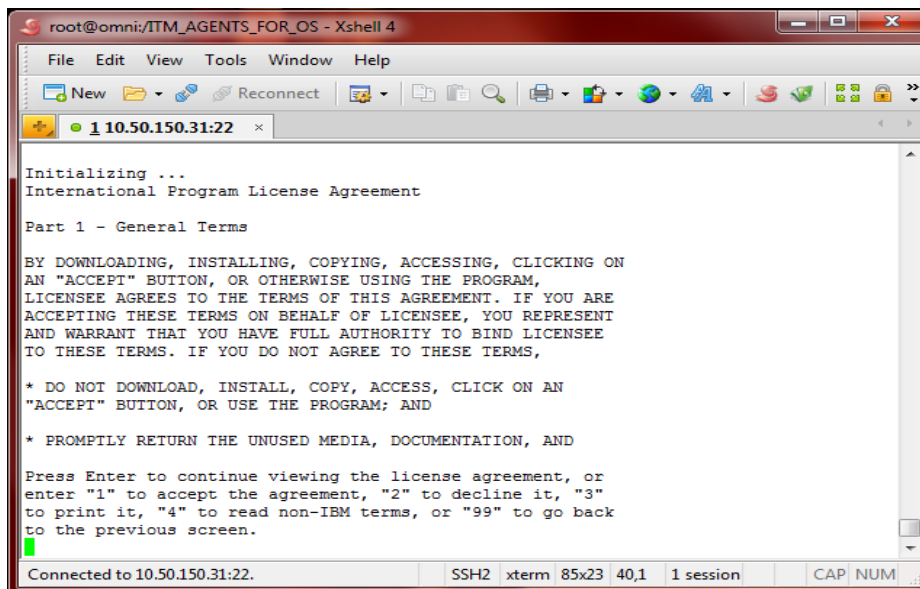 root@omni:/ITM_AGENTS_FOR_OS - Xshell 4
File Edit View Tools Window Help
New Reconnect
1 10.50.150.31:22 ×
Initializing ...
International Program License Agreement
Part 1 - General Terms
BY DOWNLOADING, INSTALLING, COPYING, ACCESSING, CLICKING ON
AN "ACCEPT" BUTTON, OR OTHERWISE USING THE PROGRAM,
LICENSEE AGREES TO THE TERMS OF THIS AGREEMENT. IF YOU ARE
ACCEPTING THESE TERMS ON BEHALF OF LICENSEE, YOU REPRESENT
AND WARRANT THAT YOU HAVE FULL AUTHORITY TO BIND LICENSEE
TO THESE TERMS. IF YOU DO NOT AGREE TO THESE TERMS,
* DO NOT DOWNLOAD, INSTALL, COPY, ACCESS, CLICK ON AN
"ACCEPT" BUTTON, OR USE THE PROGRAM; AND
* PROMPTLY RETURN THE UNUSED MEDIA, DOCUMENTATION, AND
Press Enter to continue viewing the license agreement, or
enter "1" to accept the agreement, "2" to decline it, "3"
to print it, "4" to read non-IBM terms, or "99" to go back
to the previous screen.
Connected to 10.50.150.31:22. SSH2 xterm 85x23 40,1 1 session CAP NUM